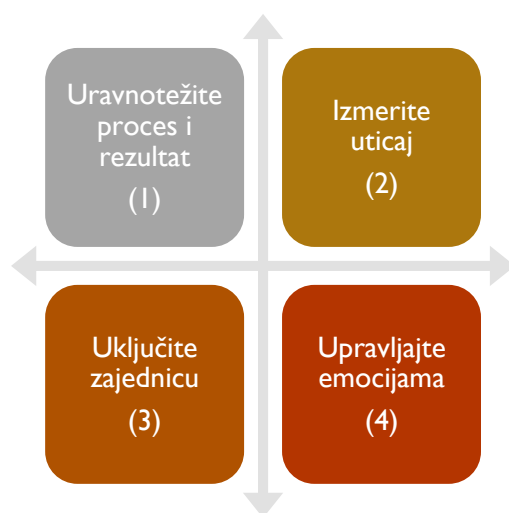 Uravnotežite
proces i
rezultat
(1)
Izmerite
uticaj
(2)
Uključite
zajednicu
(3)
Upravljajte
emocijama
(4)